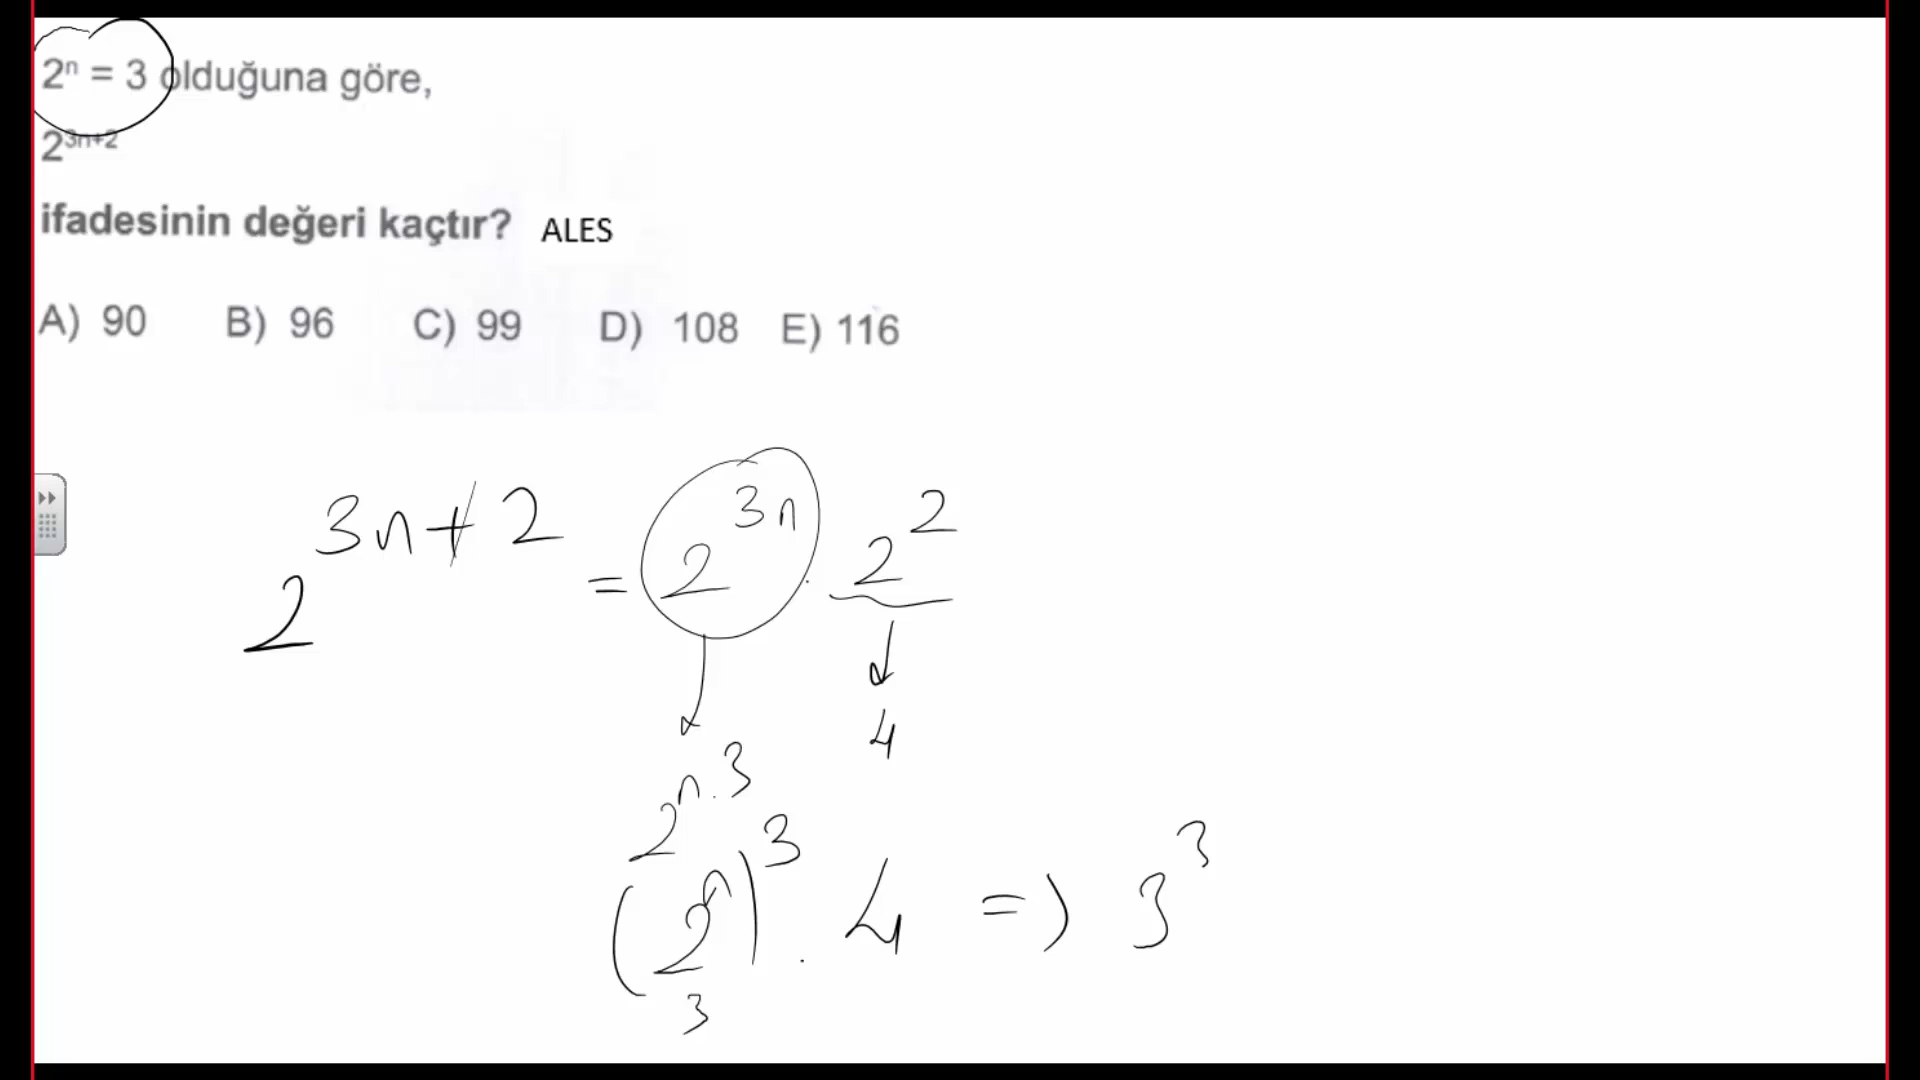 2ⁿ = 3 olduğuna göre,
2³ⁿ⁺²
ifadesinin değeri kaçtır? ALES
A) 90 B) 96 C) 99 D) 108 E) 116
2³ⁿ⁺² = 2³ⁿ . 2²
4
2ⁿ·³
(2ⁿ)³ . 4 => 3³
3